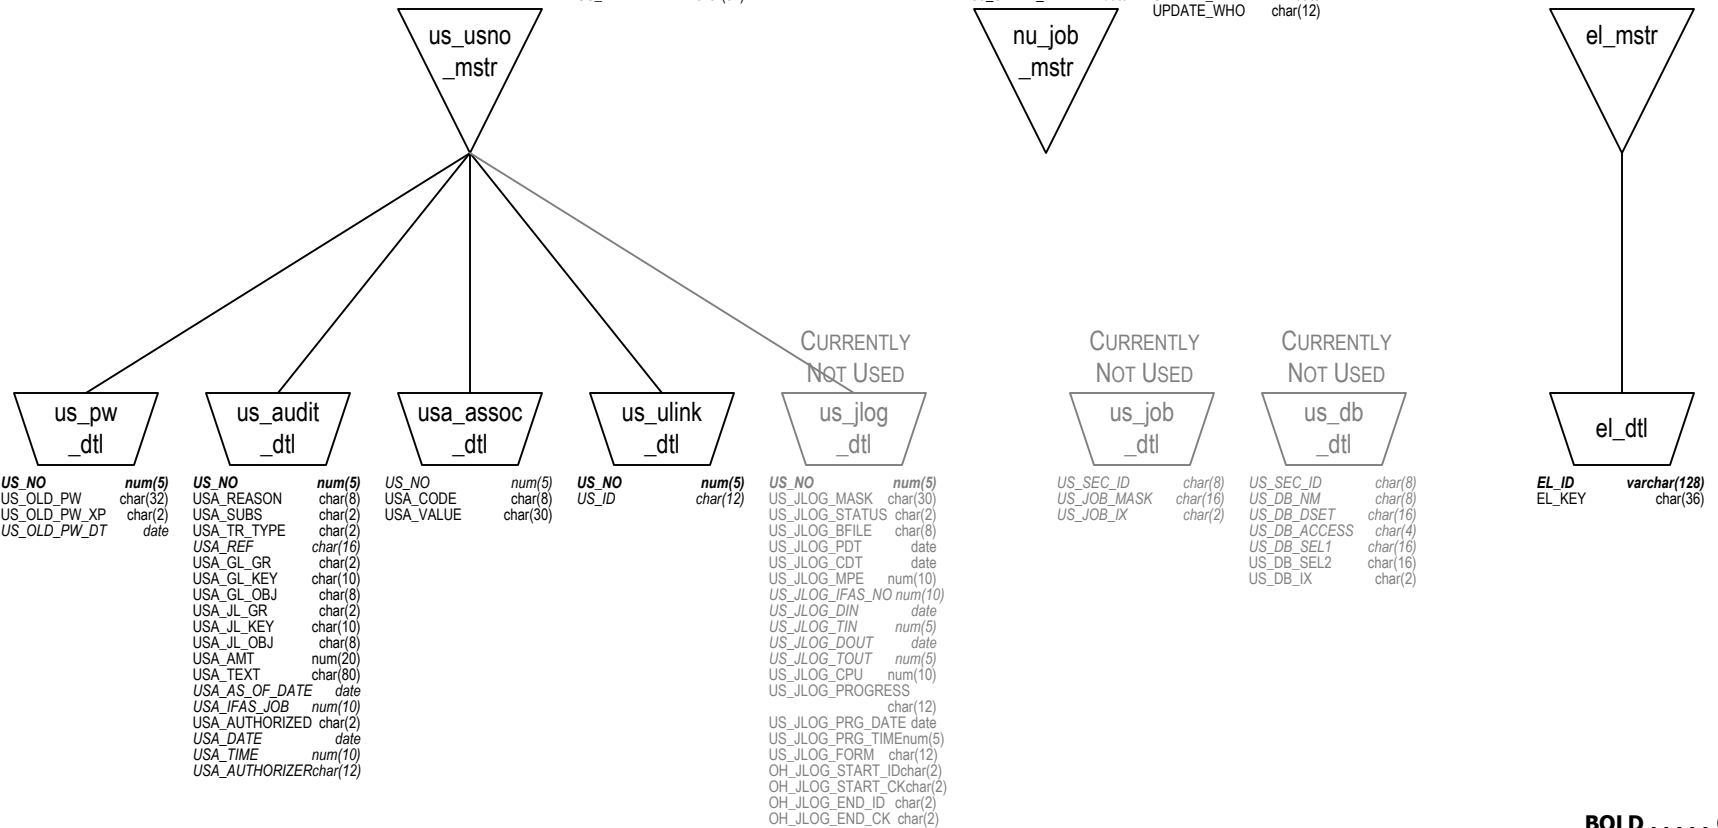 UPDATE_WHO char(12)
us_usno
_mstr
nu_job
_mstr
el_mstr
CURRENTLY
NOT USED
CURRENTLY
NOT USED
CURRENTLY
NOT USED
us_pw
_dtl
us_audit
_dtl
usa_assoc
_dtl
us_ulink
_dtl
us_jlog
_dtl
us_job
_dtl
us_db
_dtl
el_dtl
US_NO num(5)
US_OLD_PW char(32)
US_OLD_PW_XP char(2)
US_OLD_PW_DT date
US_NO num(5)
USA_REASON char(8)
USA_SUBS char(2)
USA_TR_TYPE char(2)
USA_REF char(16)
USA_GL_GR char(2)
USA_GL_KEY char(10)
USA_GL_OBJ char(8)
USA_JL_GR char(2)
USA_JL_KEY char(10)
USA_JL_OBJ char(8)
USA_AMT num(20)
USA_TEXT char(80)
USA_AS_OF_DATE date
USA_IFAS_JOB num(10)
USA_AUTHORIZED char(2)
USA_DATE date
USA_TIME num(10)
USA_AUTHORIZERchar(12)
US_NO num(5)
USA_CODE char(8)
USA_VALUE char(30)
US_NO num(5)
US_ID char(12)
US_NO num(5)
US_JLOG_MASK char(30)
US_JLOG_STATUS char(2)
US_JLOG_BFILE char(8)
US_JLOG_PDT date
US_JLOG_CDT date
US_JLOG_MPE num(10)
US_JLOG_IFAS_NO num(10)
US_JLOG_DIN date
US_JLOG_TIN num(5)
US_JLOG_DOUT date
US_JLOG_TOUT num(5)
US_JLOG_CPU num(10)
US_JLOG_PROGRESS
char(12)
US_JLOG_PRG_DATE date
US_JLOG_PRG_TIMEnum(5)
US_JLOG_FORM char(12)
OH_JLOG_START_IDchar(2)
OH_JLOG_START_CKchar(2)
OH_JLOG_END_ID char(2)
OH_JLOG_END_CK char(2)
US_SEC_ID char(8)
US_JOB_MASK char(16)
US_JOB_IX char(2)
US_SEC_ID char(8)
US_DB_NM char(8)
US_DB_DSET char(16)
US_DB_ACCESS char(4)
US_DB_SEL1 char(16)
US_DB_SEL2 char(16)
US_DB_IX char(2)
EL_ID varchar(128)
EL_KEY char(36)
BOLD . . . . .